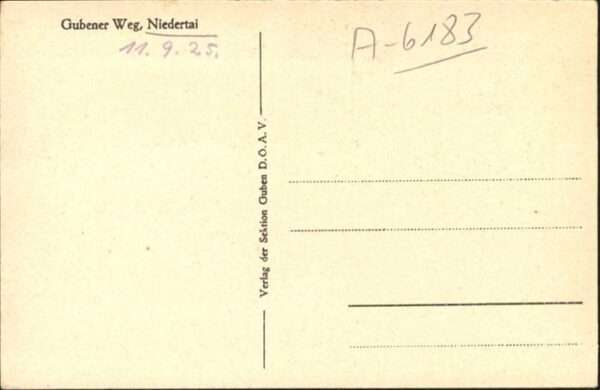 Gubener Weg, Niedertai
11.9.25.
A-6183
Verlag der Sektion Guben D.O.A.V.